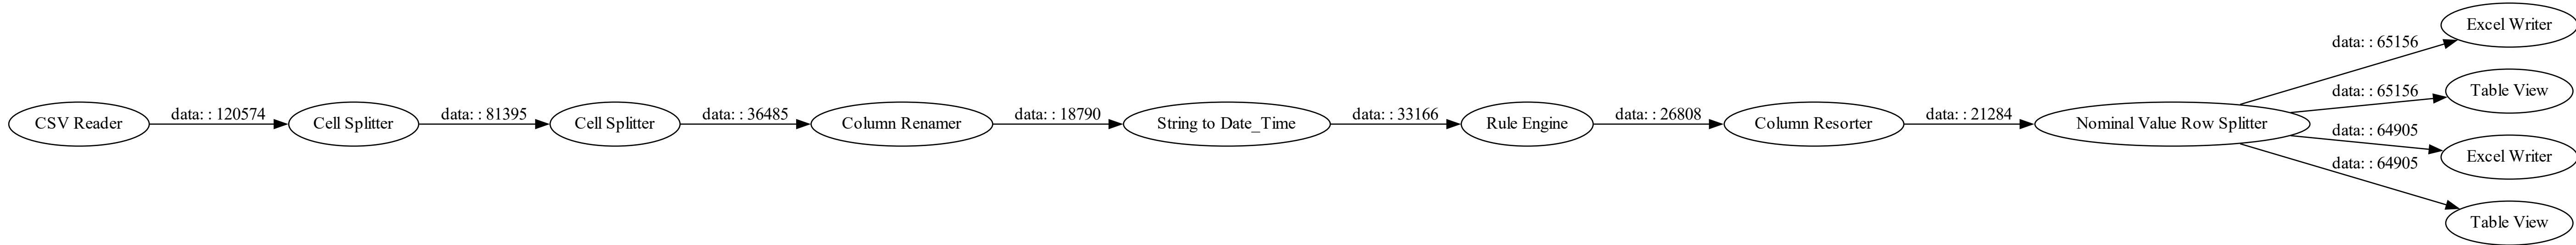 CSV Reader
data: : 120574
Cell Splitter
data: : 81395
Cell Splitter
data: : 36485
Column Renamer
data: : 18790
String to Date_Time
data: : 33166
Rule Engine
data: : 26808
Column Resorter
data: : 21284
Nominal Value Row Splitter
data: : 65156
Excel Writer
data: : 65156
Table View
data: : 64905
Excel Writer
data: : 64905
Table View